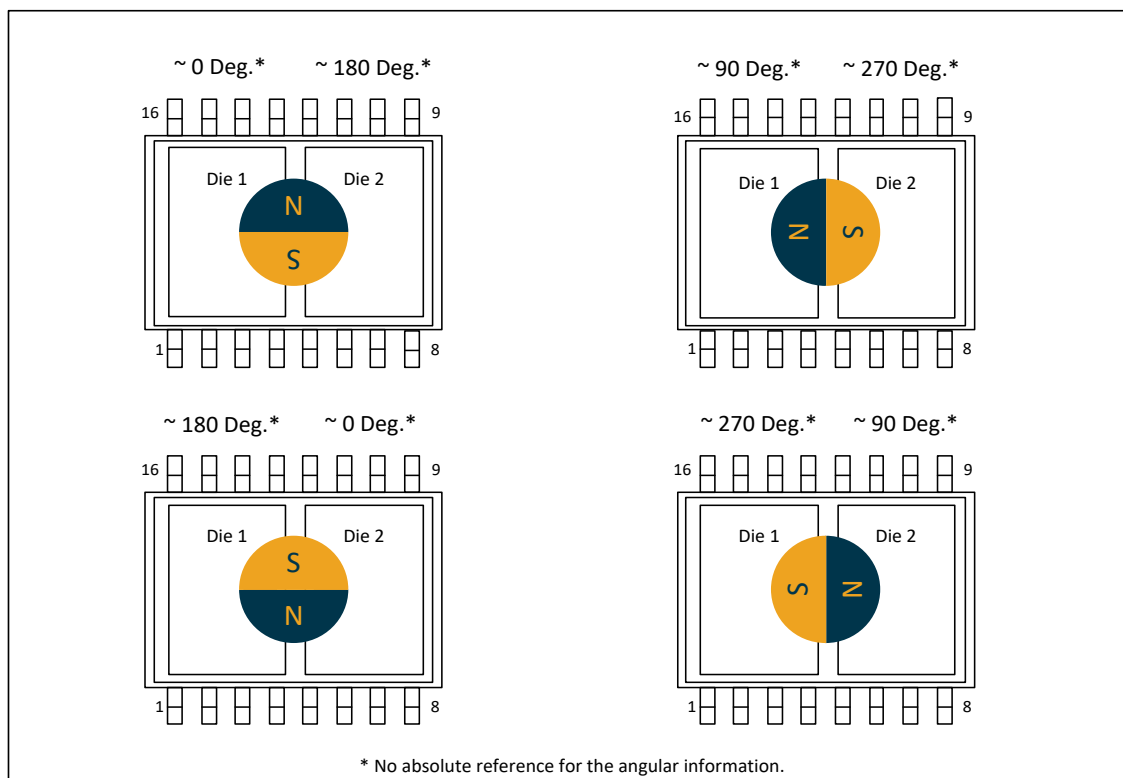 ~ 0 Deg.* ~ 180 Deg.*
16 9
Die 1 Die 2
N
S
1 8
~ 90 Deg.* ~ 270 Deg.*
16 9
Die 1 Die 2
N S
1 8
~ 180 Deg.* ~ 0 Deg.*
16 9
Die 1 Die 2
S
N
1 8
~ 270 Deg.* ~ 90 Deg.*
16 9
Die 1 Die 2
S N
1 8
* No absolute reference for the angular information.